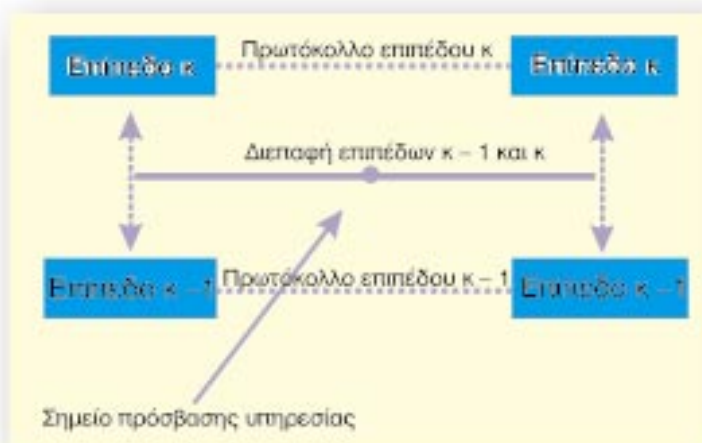 Πρωτόκολλο επιπέδου κ
Επίπεδο κ
Επίπεδο κ
Διεπαφή επιπέδων κ – 1 και κ
Πρωτόκολλο επιπέδου κ – 1
Επίπεδο κ – 1
Επίπεδο κ – 1
Σημείο πρόσβασης υπηρεσίας